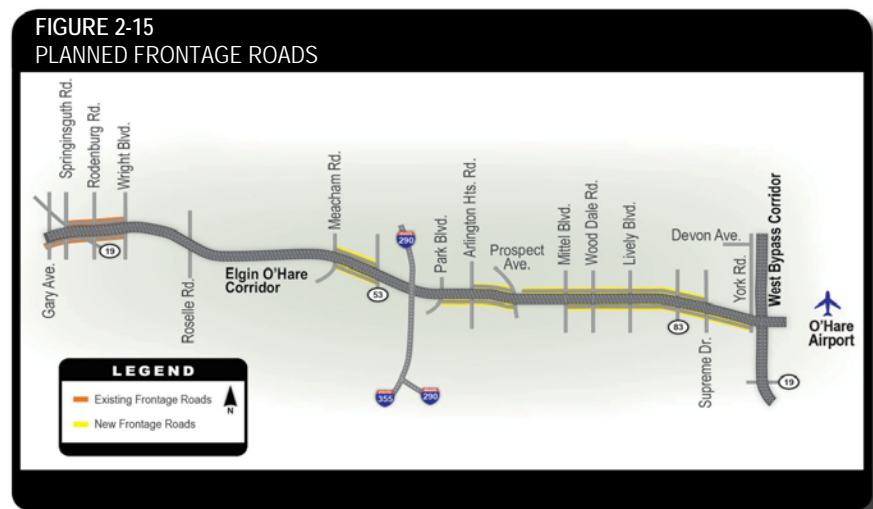 FIGURE 2-15
PLANNED FRONTAGE ROADS
Springinsguth Rd.
Rodenburg Rd.
Wright Blvd.
Meacham Rd.
Arlington Hts. Rd.
Park Blvd.
Prospect
Ave.
Mittel Blvd.
Wood Dale Rd.
Lively Blvd.
Devon Ave.
York Rd.
West Bypass Corridor
290
19
Gary Ave.
Roselle Rd.
Elgin O'Hare
Corridor
53
83
Supreme Dr.
O'Hare
Airport
19
355
290
LEGEND
Existing Frontage Roads
New Frontage Roads
N